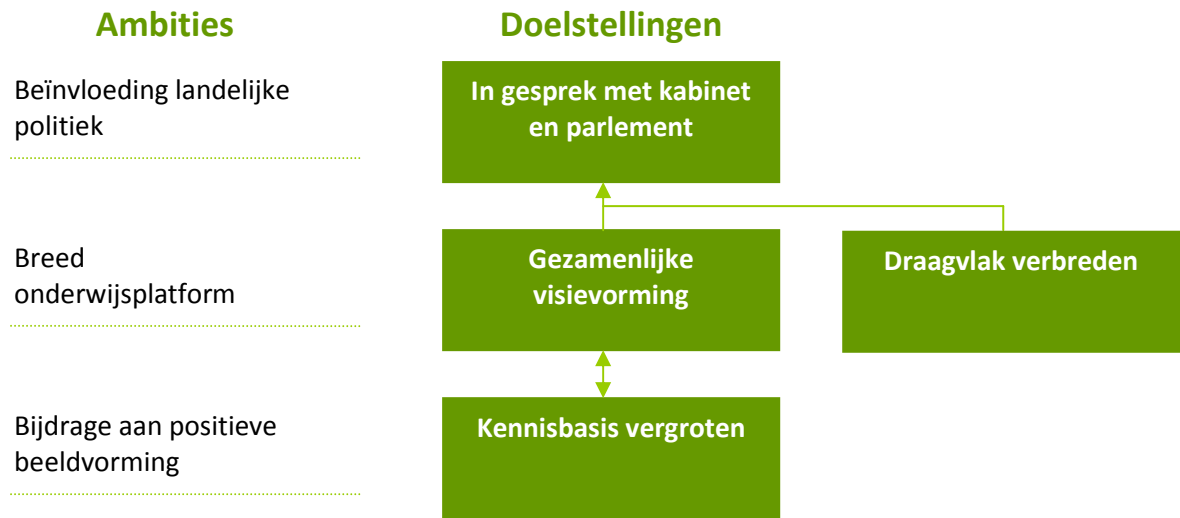 Ambities
Doelstellingen
Beïnvloeding landelijke
politiek
In gesprek met kabinet
en parlement
Breed
onderwijsplatform
Gezamenlijke
visievorming
Draagvlak verbreden
Bijdrage aan positieve
beeldvorming
Kennisbasis vergroten